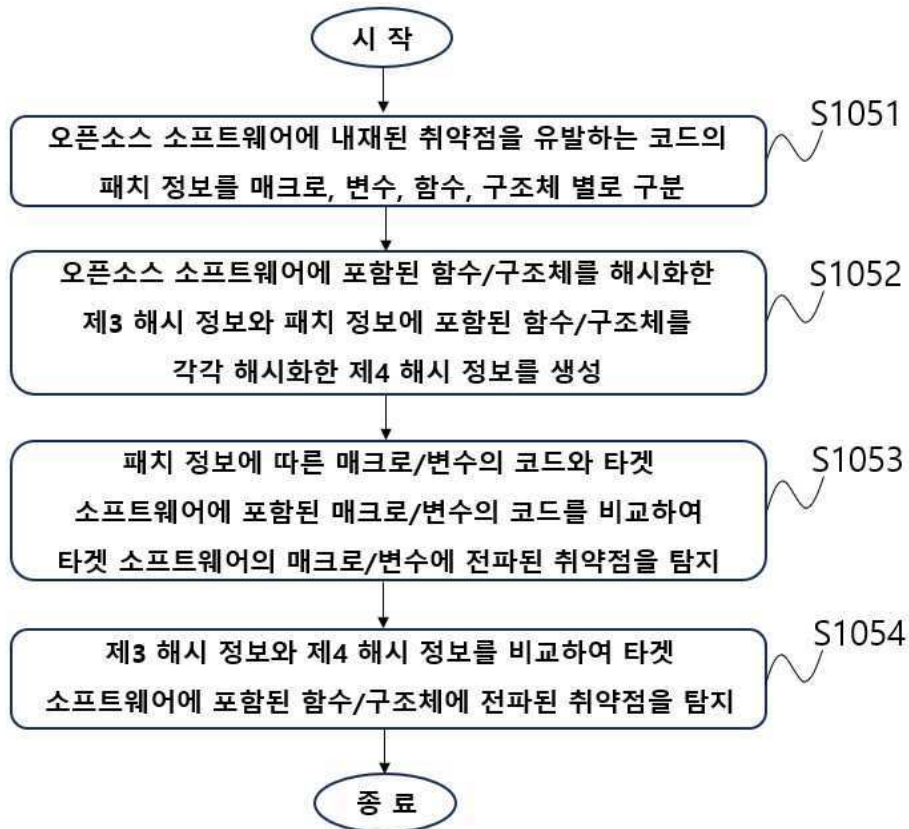 시 작
S1051
오픈소스 소프트웨어에 내재된 취약점을 유발하는 코드의
패치 정보를 매크로, 변수, 함수, 구조체 별로 구분
S1052
오픈소스 소프트웨어에 포함된 함수/구조체를 해시화한
제3 해시 정보와 패치 정보에 포함된 함수/구조체를
각각 해시화한 제4 해시 정보를 생성
S1053
패치 정보에 따른 매크로/변수의 코드와 타겟
소프트웨어에 포함된 매크로/변수의 코드를 비교하여
타겟 소프트웨어의 매크로/변수에 전파된 취약점을 탐지
S1054
제3 해시 정보와 제4 해시 정보를 비교하여 타겟
소프트웨어에 포함된 함수/구조체에 전파된 취약점을 탐지
종 료